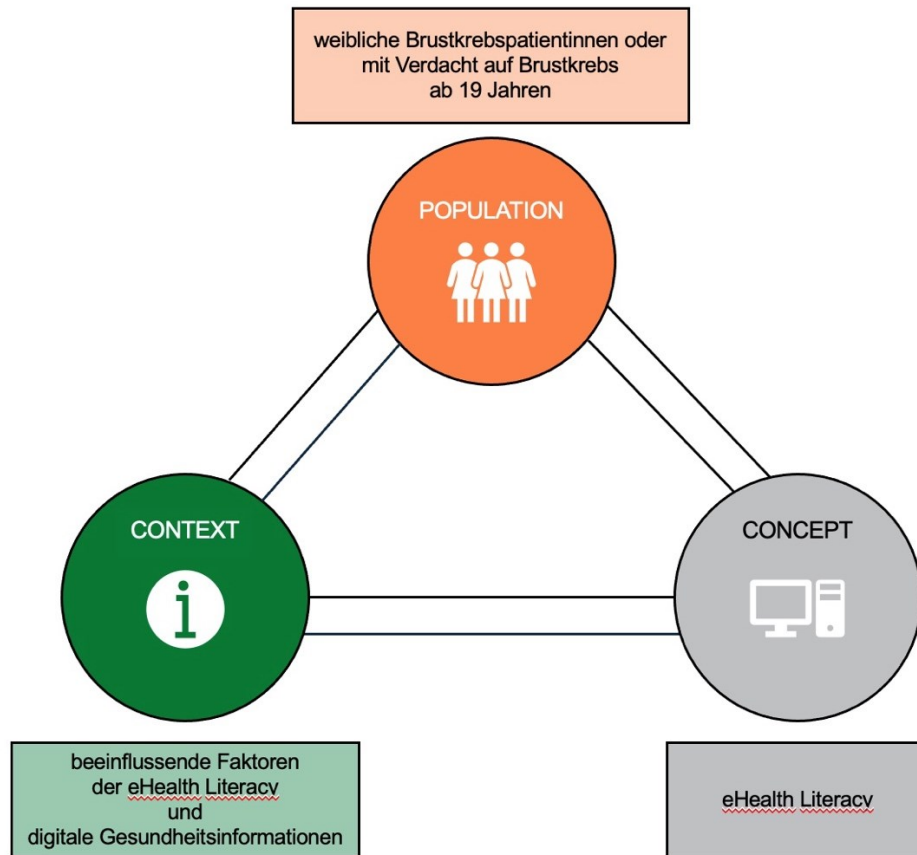 weibliche Brustkrebspatientinnen oder
mit Verdacht auf Brustkrebs
ab 19 Jahren
POPULATION
CONTEXT
CONCEPT
beeinflussende Faktoren
der eHealth Literacy
und
digitale Gesundheitsinformationen
eHealth Literacy